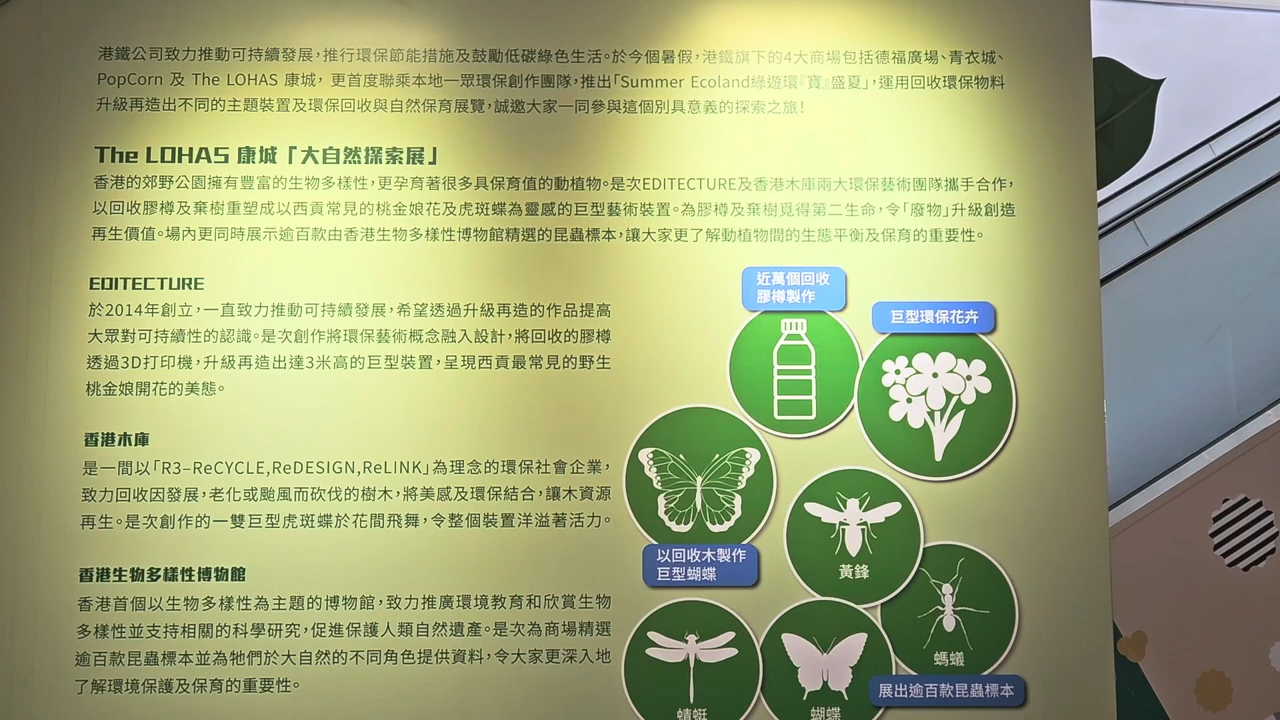 港鐵公司致力推動可持續發展，推行環保節能措施及鼓勵低碳綠色生活。於今個暑假，港鐵旗下的4大商場包括德福廣場、青衣城、
PopCorn 及 The LOHAS 康城， 更首度聯乘本地一眾環保創作團隊，推出「Summer Ecoland綠遊環『寶』盛夏」，運用回收環保物料
升級再造出不同的主題裝置及環保回收與自然保育展覽，誠邀大家一同參與這個別具意義的探索之旅！
The LOHAS 康城「大自然探索展」
香港的郊野公園擁有豐富的生物多樣性，更孕育著很多具保育值的動植物。是次EDITECTURE及香港木庫兩大環保藝術團隊攜手合作，
以回收膠樽及棄樹重塑成以西貢常見的桃金娘花及虎斑蝶為靈感的巨型藝術裝置。為膠樽及棄樹覓得第二生命，令「廢物」升級創造
再生價值。場內更同時展示逾百款由香港生物多樣性博物館精選的昆蟲標本，讓大家更了解動植物間的生態平衡及保育的重要性。
EDITECTURE
於2014年創立，一直致力推動可持續發展，希望透過升級再造的作品提高
大眾對可持續性的認識。是次創作將環保藝術概念融入設計，將回收的膠樽
透過3D打印機，升級再造出達3米高的巨型裝置，呈現西貢最常見的野生
桃金娘開花的美態。
香港木庫
是一間以「R3–ReCYCLE,ReDESIGN,ReLINK」為理念的環保社會企業，
致力回收因發展，老化或颱風而砍伐的樹木，將美感及環保結合，讓木資源
再生。是次創作的一雙巨型虎斑蝶於花間飛舞，令整個裝置洋溢著活力。
香港生物多樣性博物館
香港首個以生物多樣性為主題的博物館，致力推廣環境教育和欣賞生物
多樣性並支持相關的科學研究，促進保護人類自然遺產。是次為商場精選
逾百款昆蟲標本並為牠們於大自然的不同角色提供資料，令大家更深入地
了解環境保護及保育的重要性。
近萬個回收
膠樽製作
巨型環保花卉
以回收木製作
巨型蝴蝶
黃鋒
螞蟻
展出逾百款昆蟲標本
蜻蜓
蝴蝶